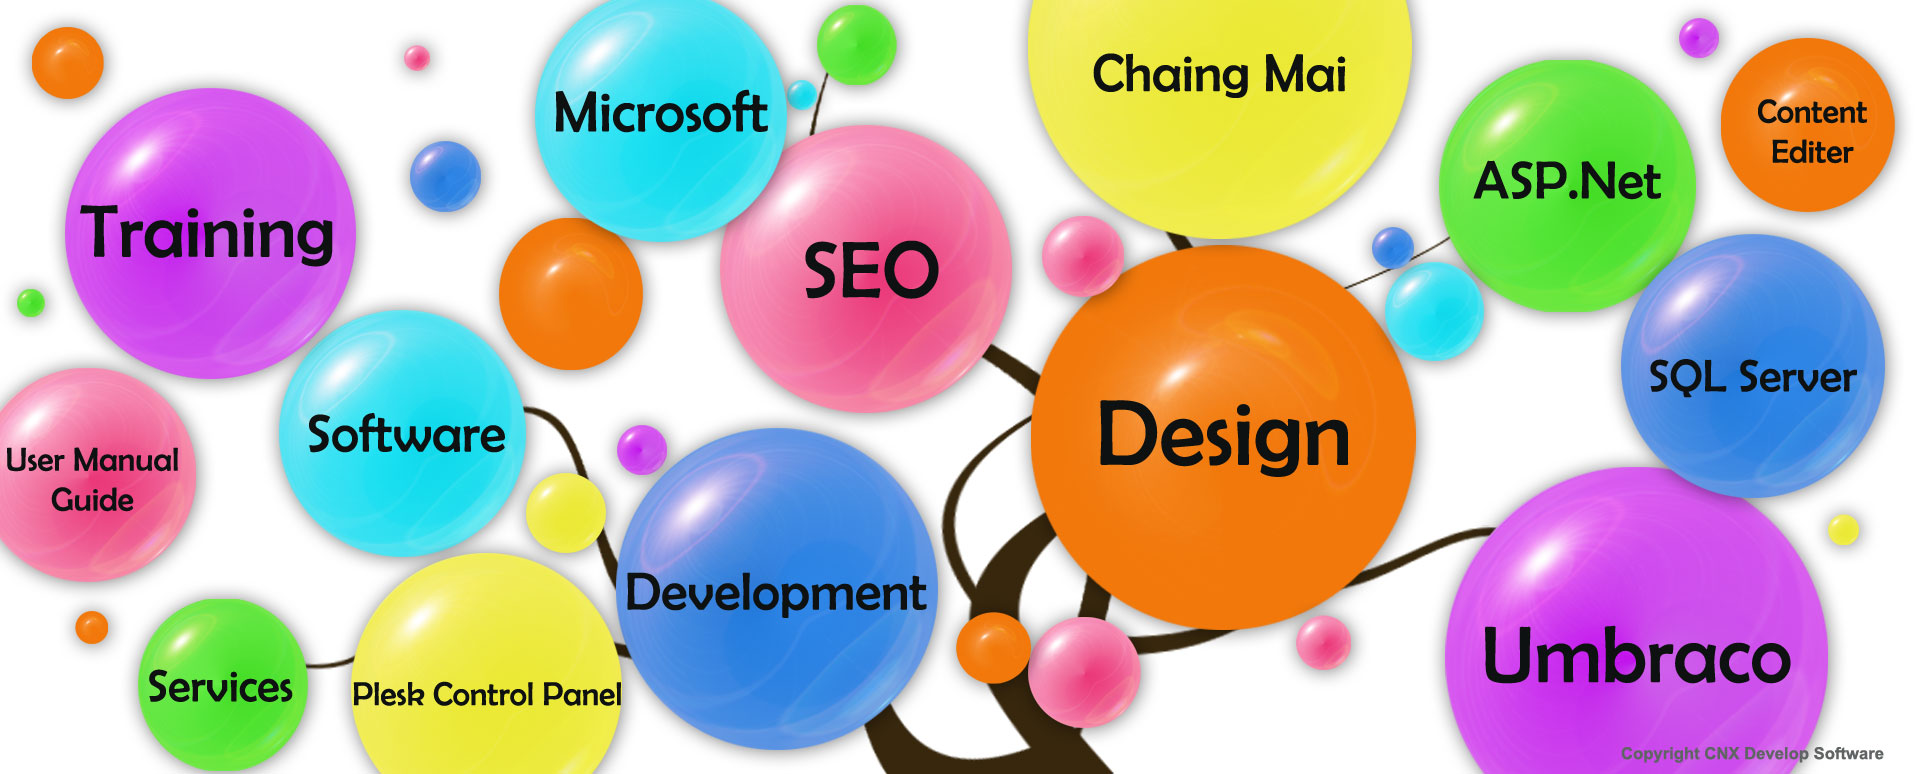 Training
Microsoft
SEO
Chaing Mai
ASP.Net
Content
Editer
User Manual
Guide
Software
Design
SQL Server
Services
Plesk Control Panel
Development
Umbraco
Copyright CNX Develop Software